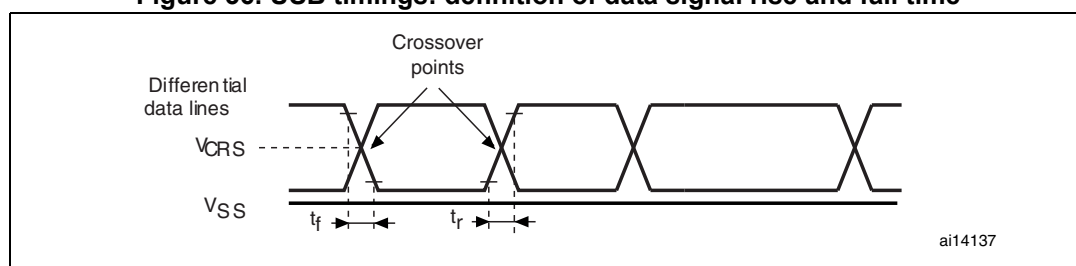 Crossover
points
Differen tial
data lines
VCRS
VSS
tf
tr
ai14137